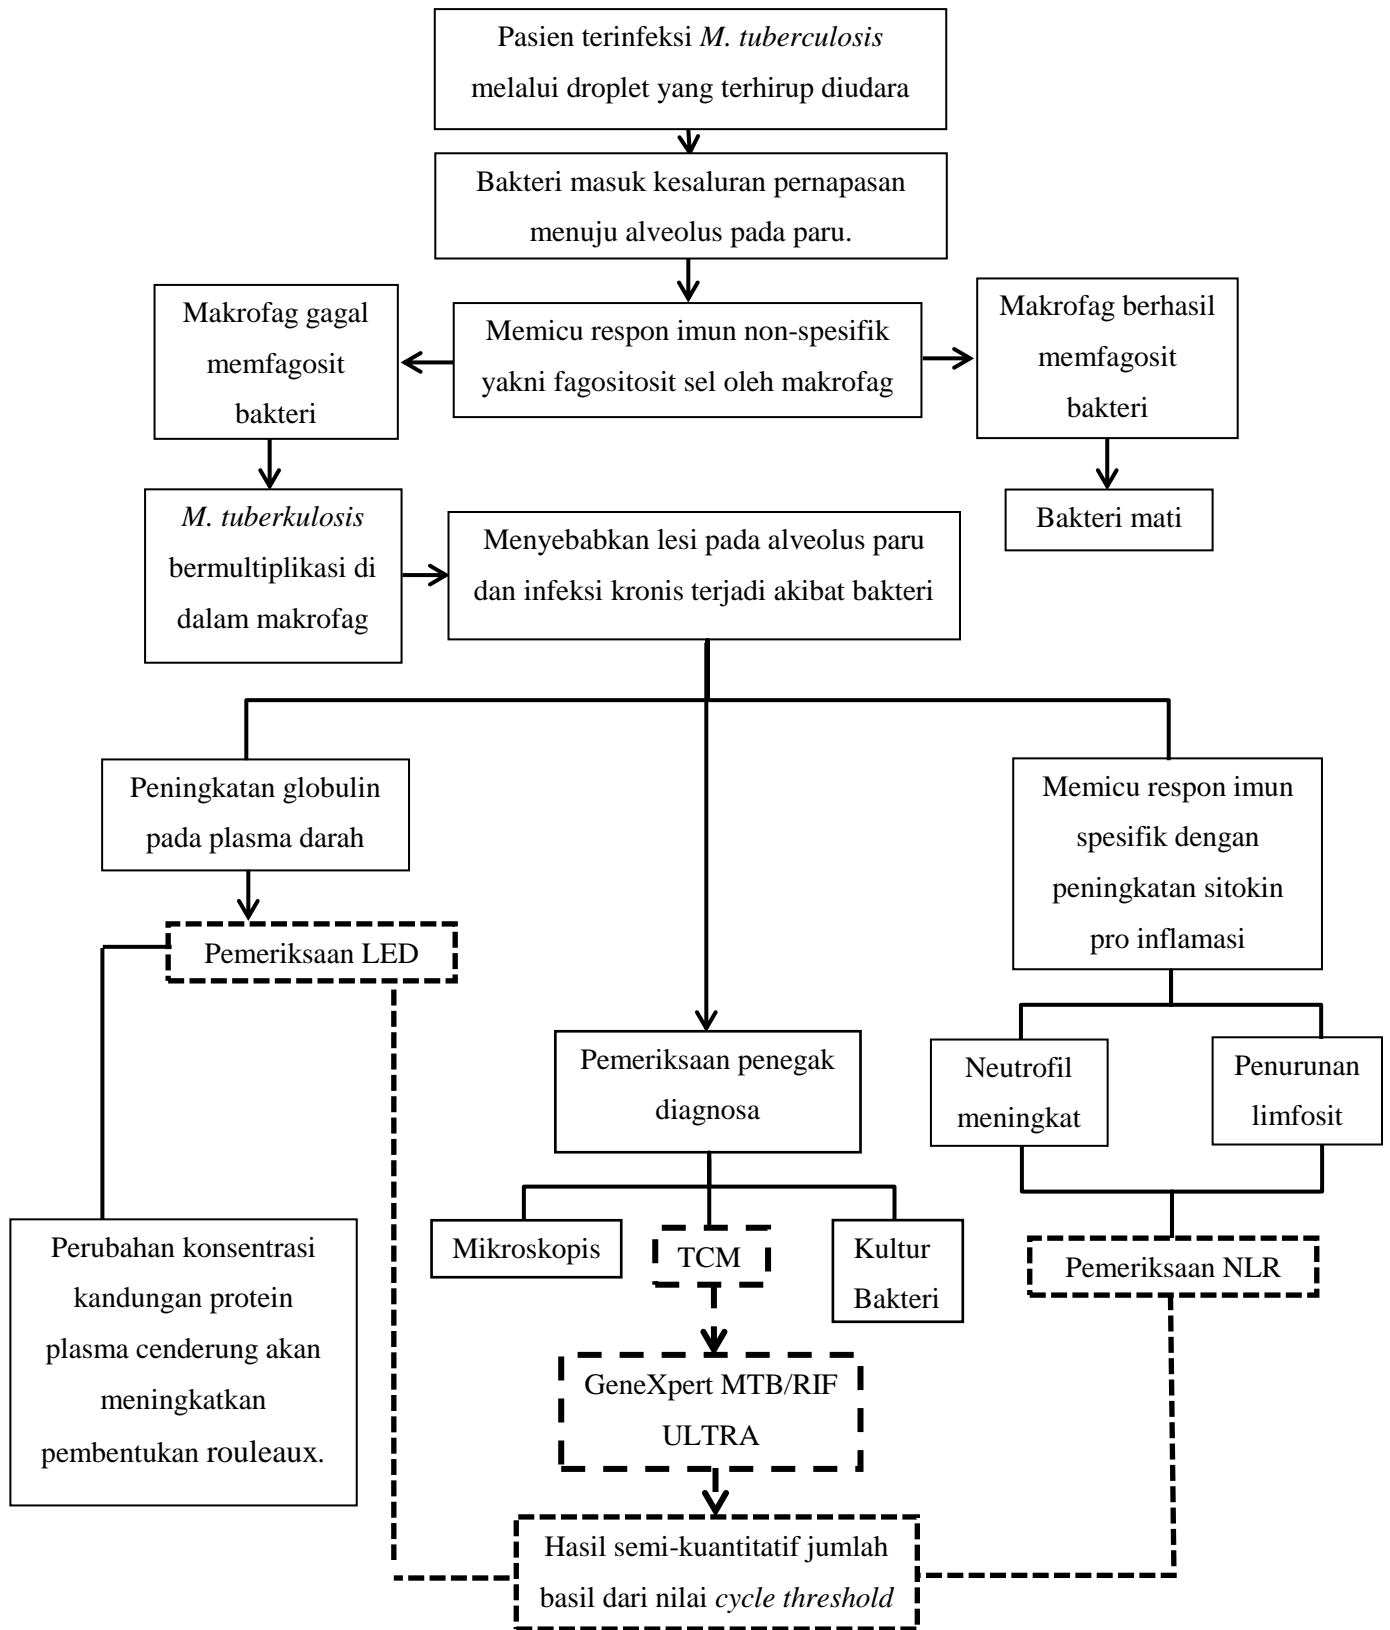 Pasien terinfeksi M. tuberculosis
melalui droplet yang terhirup diudara
Bakteri masuk kesaluran pernapasan
menuju alveolus pada paru.
Makrofag gagal
memfagosit
bakteri
Memicu respon imun non-spesifik
yakni fagositosit sel oleh makrofag
Makrofag berhasil
memfagosit
bakteri
M. tuberkulosis
bermultiplikasi di
dalam makrofag
Menyebabkan lesi pada alveolus paru
dan infeksi kronis terjadi akibat bakteri
Bakteri mati
Peningkatan globulin
pada plasma darah
Memicu respon imun
spesifik dengan
peningkatan sitokin
pro inflamasi
Pemeriksaan LED
Pemeriksaan penegak
diagnosa
Neutrofil
meningkat
Penurunan
limfosit
Perubahan konsentrasi
kandungan protein
plasma cenderung akan
meningkatkan
pembentukan rouleaux.
Mikroskopis
TCM
Kultur
Bakteri
Pemeriksaan NLR
GeneXpert MTB/RIF
ULTRA
Hasil semi-kuantitatif jumlah
basil dari nilai cycle threshold